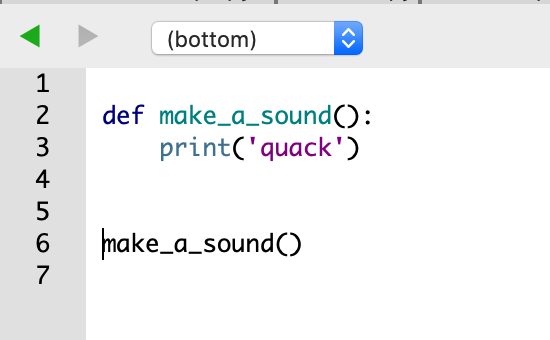 (bottom)
1
2 def make_a_sound():
3     print('quack')
4
5
6 make_a_sound()
7